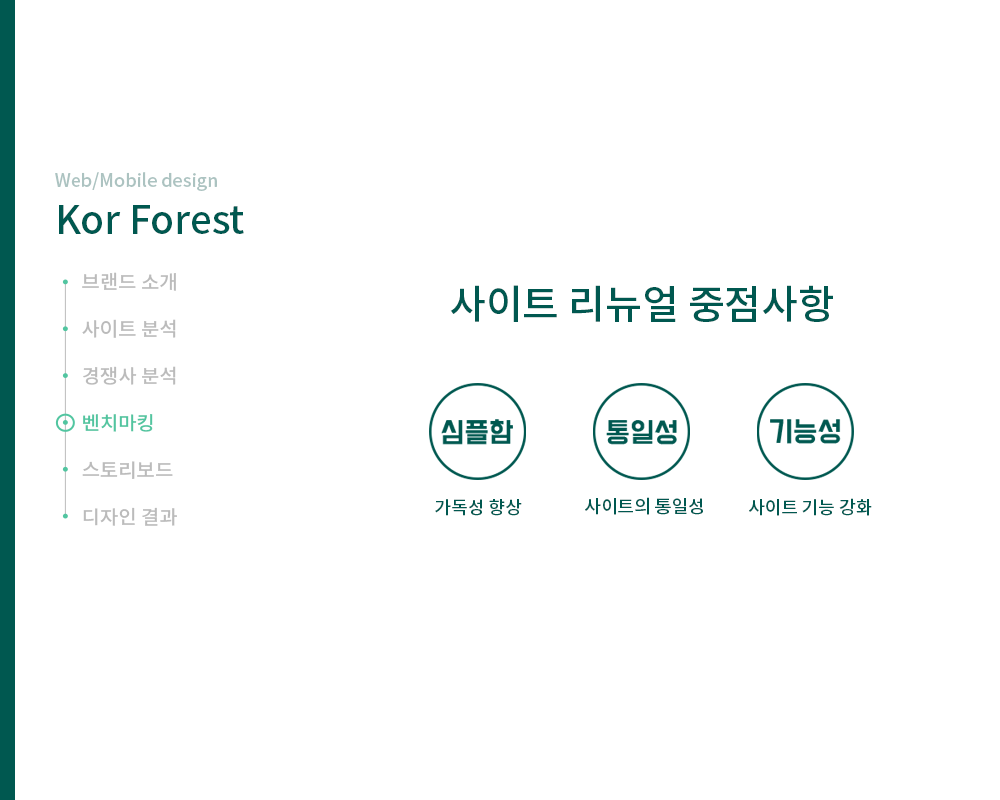 Web/Mobile design
Kor Forest
브랜드 소개
사이트 분석
경쟁사 분석
벤치마킹
스토리보드
디자인 결과
사이트 리뉴얼 중점사항
심플함
통일성
기능성
가독성 향상
사이트의 통일성
사이트 기능 강화